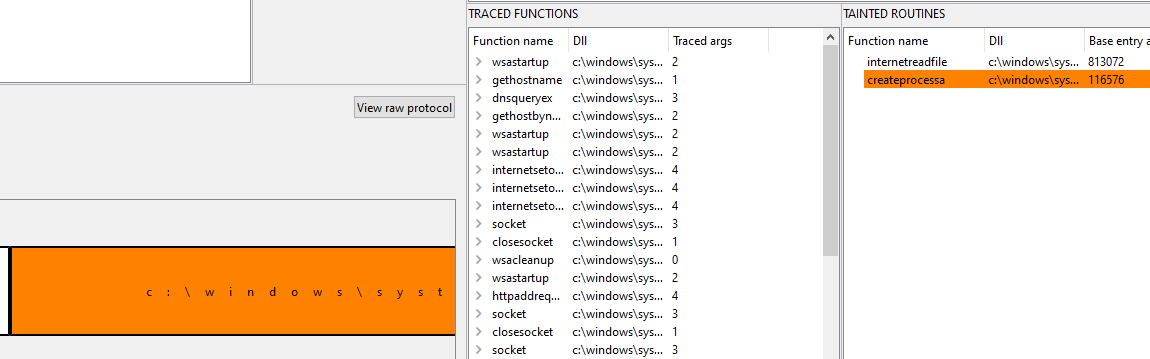 TRACED FUNCTIONS
Function name Dll Traced args
wsastartup c:\windows\sys... 2
gethostname c:\windows\sys... 1
dnsqueryex c:\windows\sys... 3
gethostbyn... c:\windows\sys... 2
wsastartup c:\windows\sys... 2
wsastartup c:\windows\sys... 2
internetseto... c:\windows\sys... 4
internetseto... c:\windows\sys... 4
internetseto... c:\windows\sys... 4
socket c:\windows\sys... 3
closesocket c:\windows\sys... 1
wsacleanup c:\windows\sys... 0
wsastartup c:\windows\sys... 2
httpaddreq... c:\windows\sys... 4
socket c:\windows\sys... 3
closesocket c:\windows\sys... 1
socket c:\windows\sys... 3
TAINTED ROUTINES
Function name Dll Base entry a
internetreadfile c:\windows\sys... 813072
createprocessa c:\windows\sys... 116576
View raw protocol
c : \ w i n d o w s \ s y s t